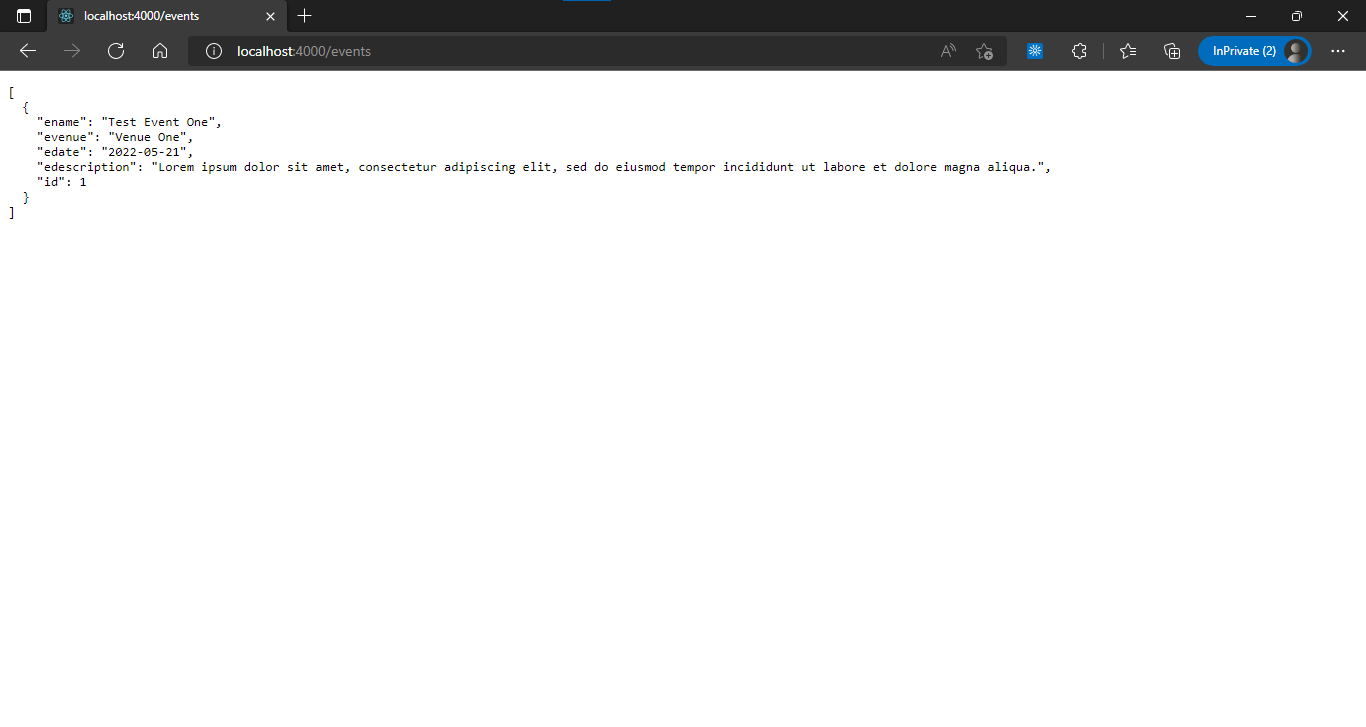 localhost:4000/events
localhost:4000/events
InPrivate (2)
[
  {
    "ename": "Test Event One",
    "evenue": "Venue One",
    "edate": "2022-05-21",
    "edescription": "Lorem ipsum dolor sit amet, consectetur adipiscing elit, sed do eiusmod tempor incididunt ut labore et dolore magna aliqua.",
    "id": 1
  }
]